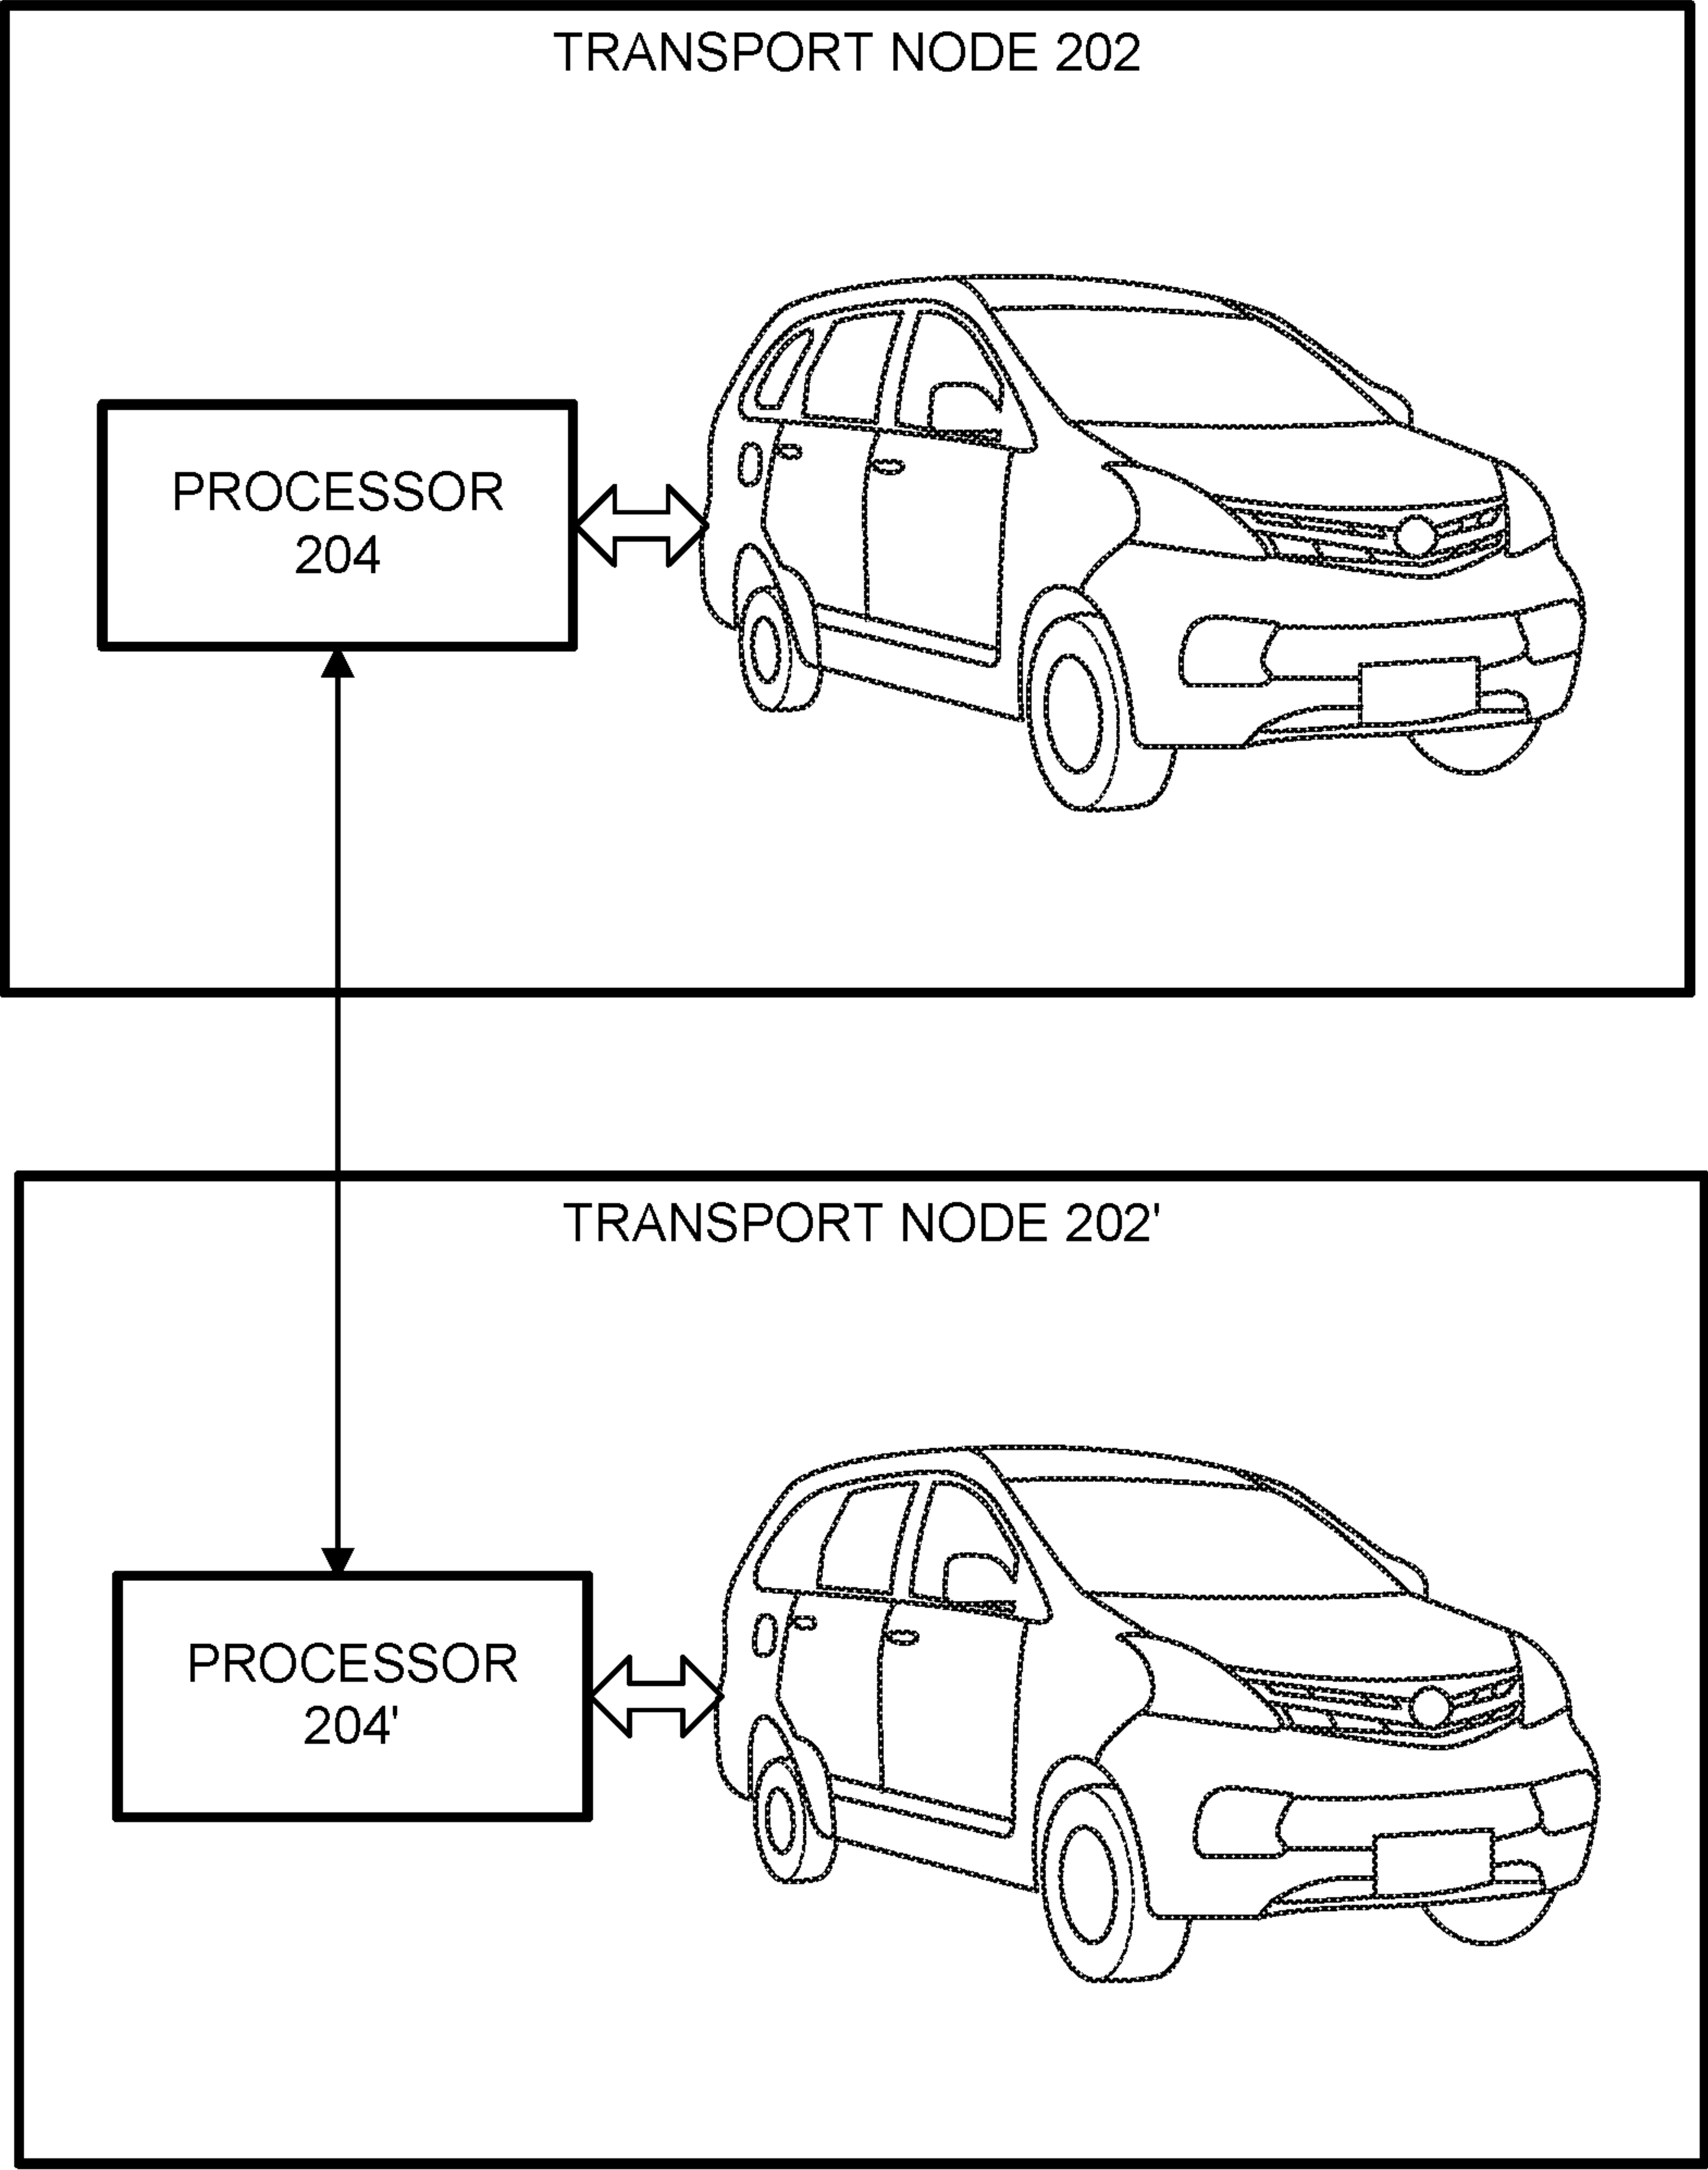 TRANSPORT NODE 202
PROCESSOR
204
TRANSPORT NODE 202'
PROCESSOR
204'